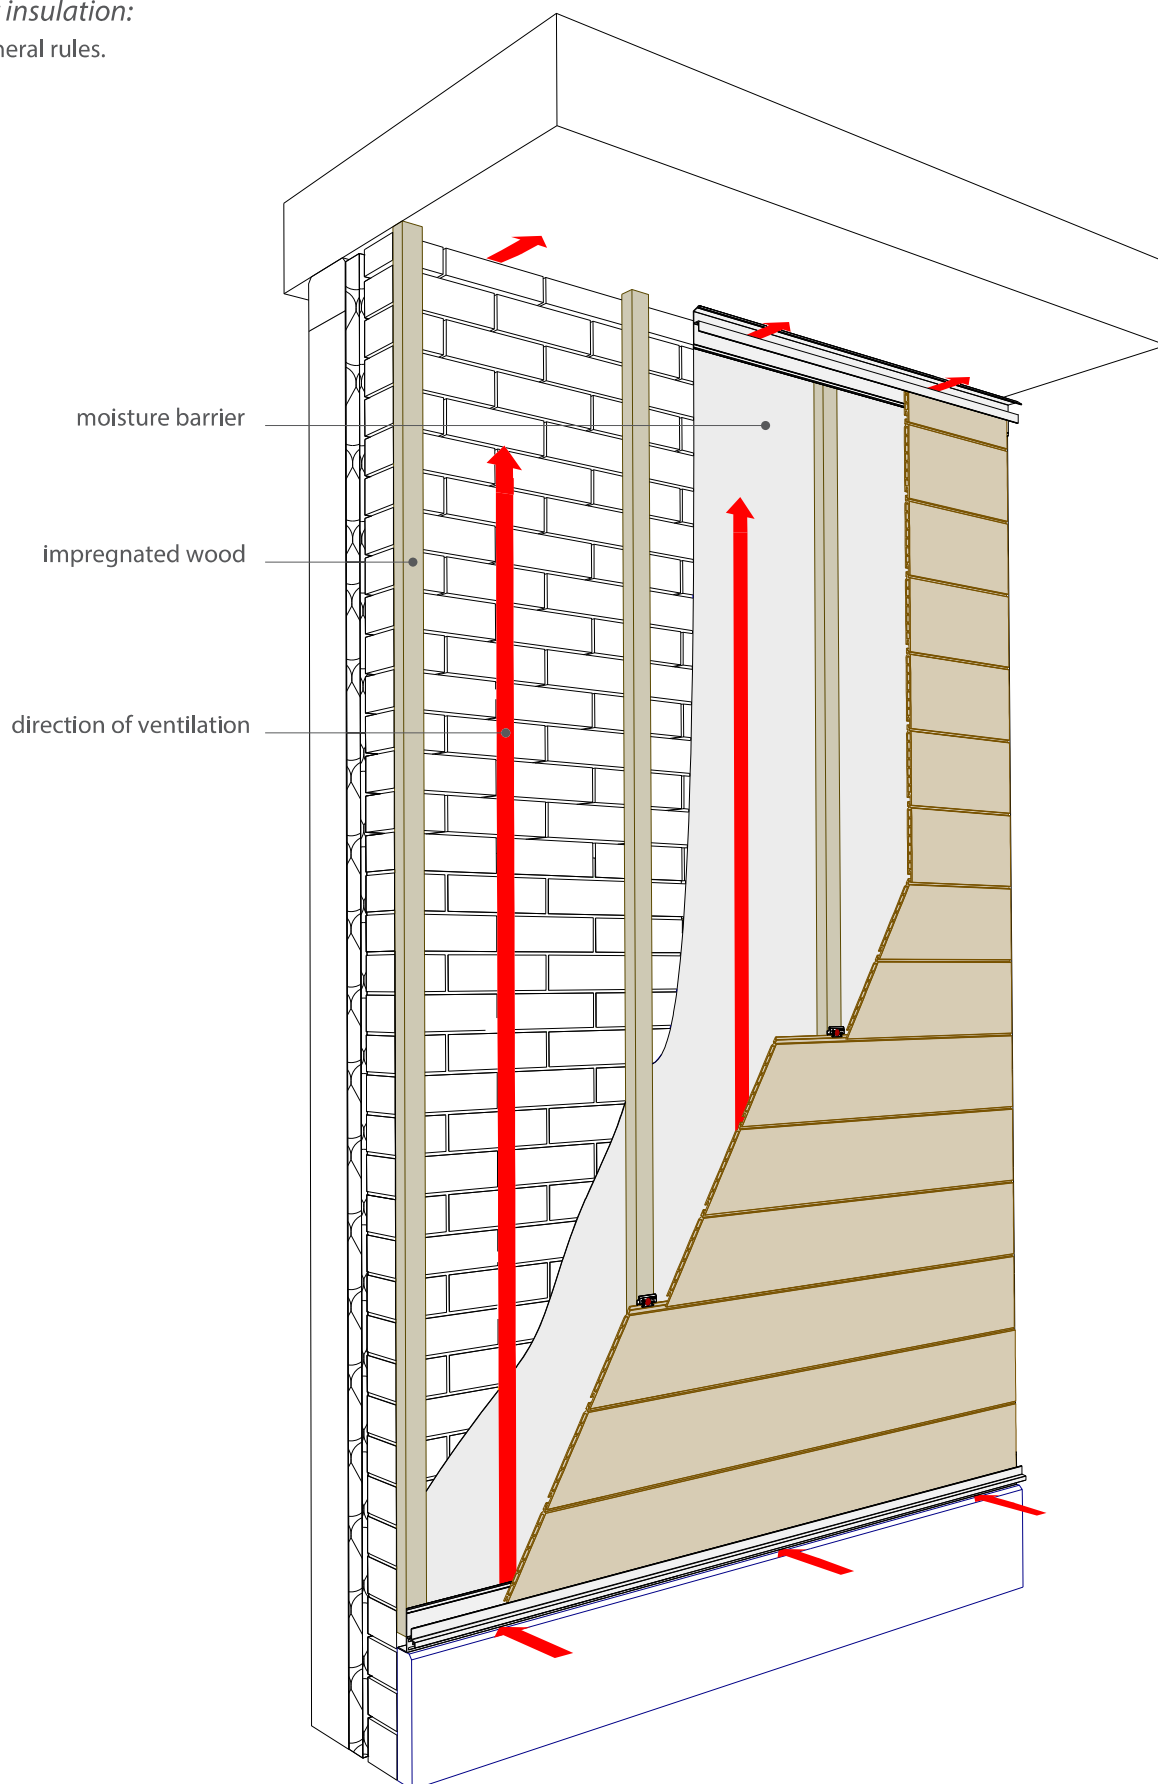 insulation:
neral rules.
moisture barrier
impregnated wood
direction of ventilation